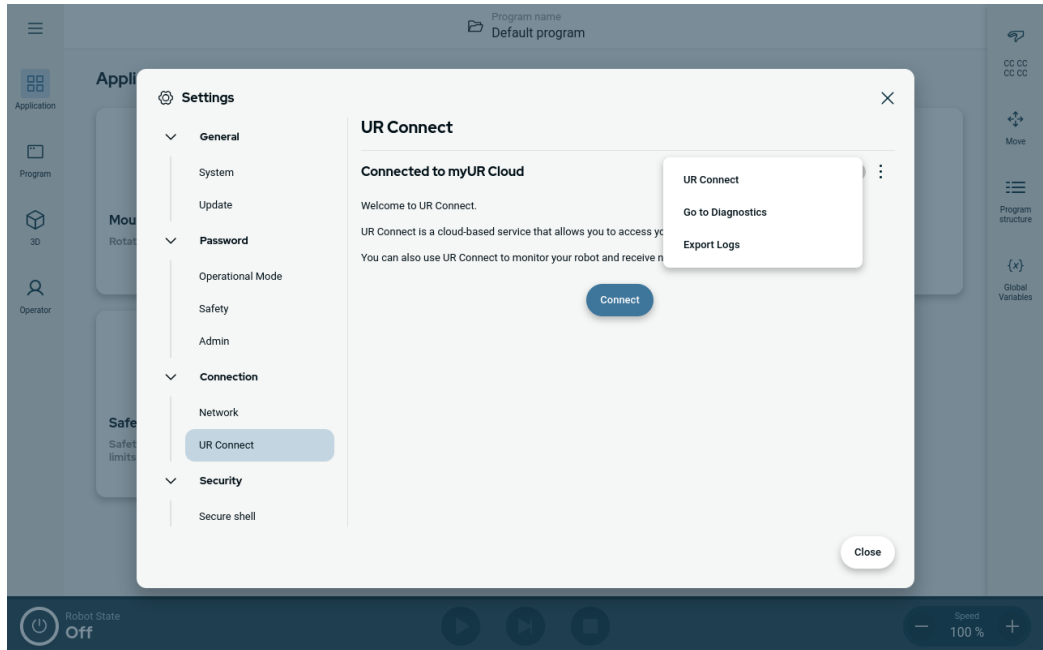 Program name
Default program
Application
Program
3D
Operator
Appli
Mou
Rotat
Safe
Safet
limits
Settings
General
System
Update
Password
Operational Mode
Safety
Admin
Connection
Network
UR Connect
Security
Secure shell
UR Connect
Connected to myUR Cloud
Welcome to UR Connect.
UR Connect is a cloud-based service that allows you to access yo
You can also use UR Connect to monitor your robot and receive n
Connect
UR Connect
Go to Diagnostics
Export Logs
Close
CC CC
CC CC
Move
Program
structure
{x}
Global
Variables
Robot State
Off
Speed
100 %